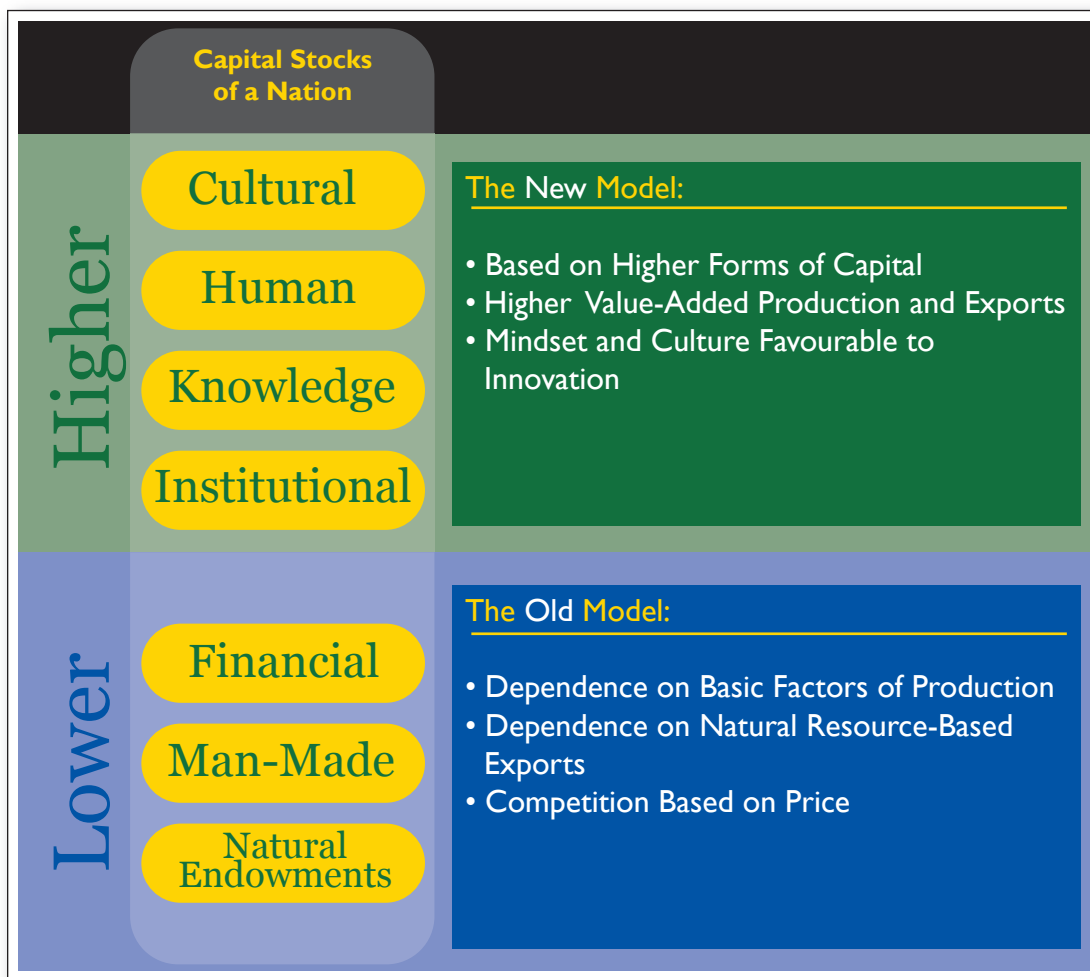 Capital Stocks
of a Nation
Higher
Cultural
Human
Knowledge
Institutional
The New Model:
• Based on Higher Forms of Capital
• Higher Value-Added Production and Exports
• Mindset and Culture Favourable to
Innovation
Lower
Financial
Man-Made
Natural
Endowments
The Old Model:
• Dependence on Basic Factors of Production
• Dependence on Natural Resource-Based
Exports
• Competition Based on Price